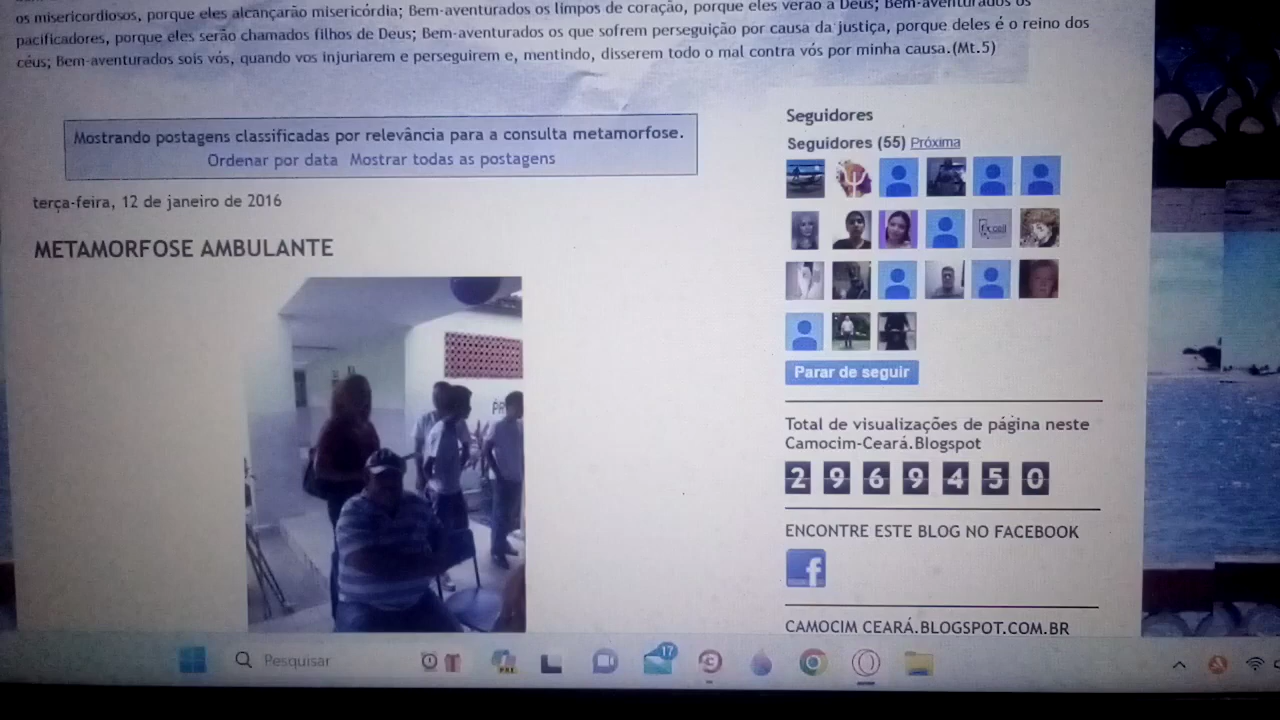 os misericordiosos, porque eles alcançarão misericórdia; Bem-aventurados os limpos de coração, porque eles verão a Deus; Bem-aventurados os
pacificadores, porque eles serão chamados filhos de Deus; Bem-aventurados os que sofrem perseguição por causa da justiça, porque deles é o reino dos
céus; Bem-aventurados sois vós, quando vos injuriarem e perseguirem e, mentindo, disserem todo o mal contra vós por minha causa.(Mt.5)
Mostrando postagens classificadas por relevância para a consulta metamorfose.
Ordenar por data Mostrar todas as postagens
terça-feira, 12 de janeiro de 2016
METAMORFOSE AMBULANTE
Seguidores
Seguidores (55) Próxima
Parar de seguir
Total de visualizações de página neste
Camocim-Ceará.Blogspot
2969450
ENCONTRE ESTE BLOG NO FACEBOOK
f
CAMOCIM CEARÁ.BLOGSPOT.COM.BR
Pesquisar
PRE
17